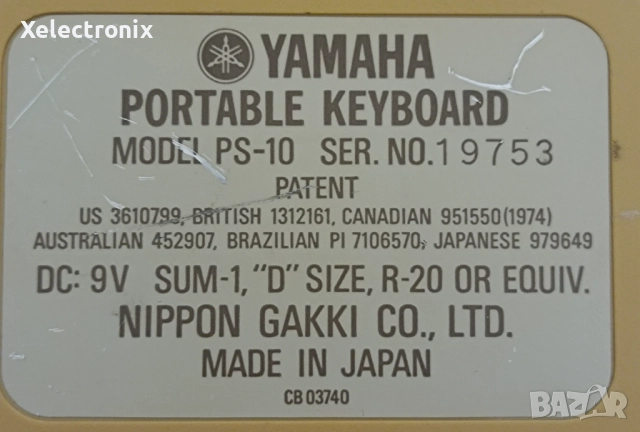 Xelectronix
YAMAHA
PORTABLE KEYBOARD
MODEL PS-10 SER. NO. 19753
PATENT
US 3610799, BRITISH 1312161, CANADIAN 951550(1974)
AUSTRALIAN 452907, BRAZILIAN PI 7106570, JAPANESE 979649
DC: 9V SUM-1, "D" SIZE, R-20 OR EQUIV.
NIPPON GAKKI CO., LTD.
MADE IN JAPAN
CB 03740
BAZAR